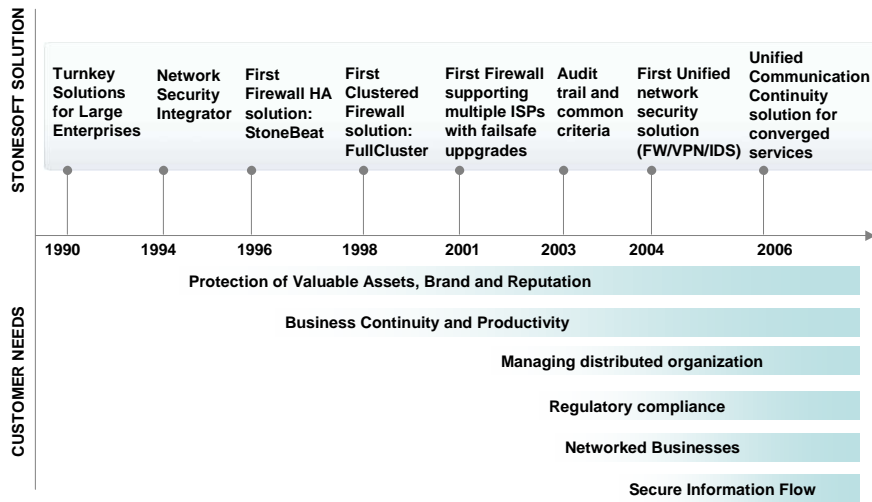 STONESOFT SOLUTION
Turnkey
Solutions
for Large
Enterprises
Network
Security
Integrator
First
Firewall HA
solution:
StoneBeat
First
Clustered
Firewall
solution:
FullCluster
First Firewall
supporting
multiple ISPs
with failsafe
uppgrades
Audit
trail and
common
criteria
First Unified
network
security
solution
(FW/VPN/IDS)
Unified
Communication
Continuity
solution for
converged
services
1990
1994
1996
1998
2001
2003
2004
2006
CUSTOMER NEEDS
Protection of Valuable Assets, Brand and Reputation
Business Continuity and Productivity
Managing distributed organization
Regulatory compliance
Networked Businesses
Secure Information Flow